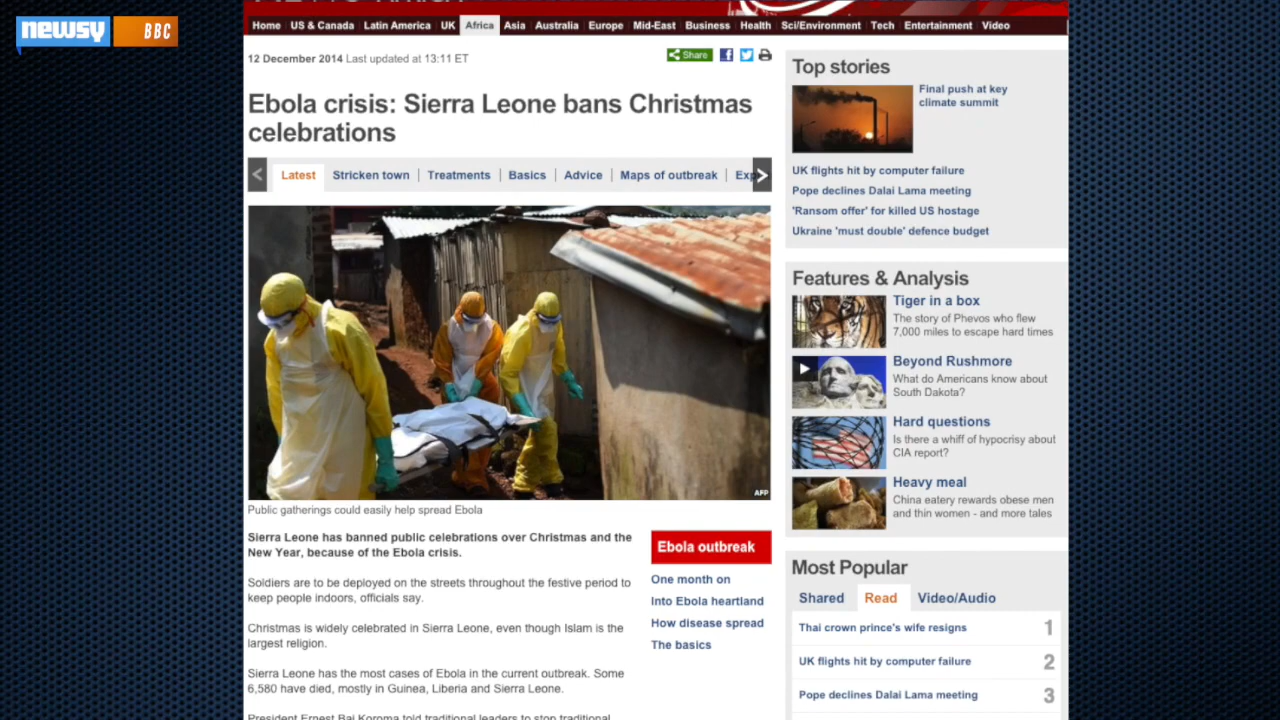 newsy BBC
Home US & Canada Latin America UK Africa Asia Australia Europe Mid-East Business Health Sci/Environment Tech Entertainment Video
12 December 2014 Last updated at 13:11 ET
Share
Ebola crisis: Sierra Leone bans Christmas
celebrations
Latest Stricken town Treatments Basics Advice Maps of outbreak
AFP
Public gatherings could easily help spread Ebola
Sierra Leone has banned public celebrations over Christmas and the
New Year, because of the Ebola crisis.
Soldiers are to be deployed on the streets throughout the festive period to
keep people indoors, officials say.
Christmas is widely celebrated in Sierra Leone, even though Islam is the
largest religion.
Sierra Leone has the most cases of Ebola in the current outbreak. Some
6,580 have died, mostly in Guinea, Liberia and Sierra Leone.
President Ernest Bai Koroma told traditional leaders to stop traditional
Ebola outbreak
One month on
Into Ebola heartland
How disease spread
The basics
Top stories
Final push at key
climate summit
UK flights hit by computer failure
Pope declines Dalai Lama meeting
'Ransom offer' for killed US hostage
Ukraine 'must double' defence budget
Features & Analysis
Tiger in a box
The story of Phevos who flew
7,000 miles to escape hard times
Beyond Rushmore
What do Americans know about
South Dakota?
Hard questions
Is there a whiff of hypocrisy about
CIA report?
Heavy meal
China eatery rewards obese men
and thin women - and more tales
Most Popular
Shared Read Video/Audio
Thai crown prince's wife resigns 1
UK flights hit by computer failure 2
Pope declines Dalai Lama meeting 3